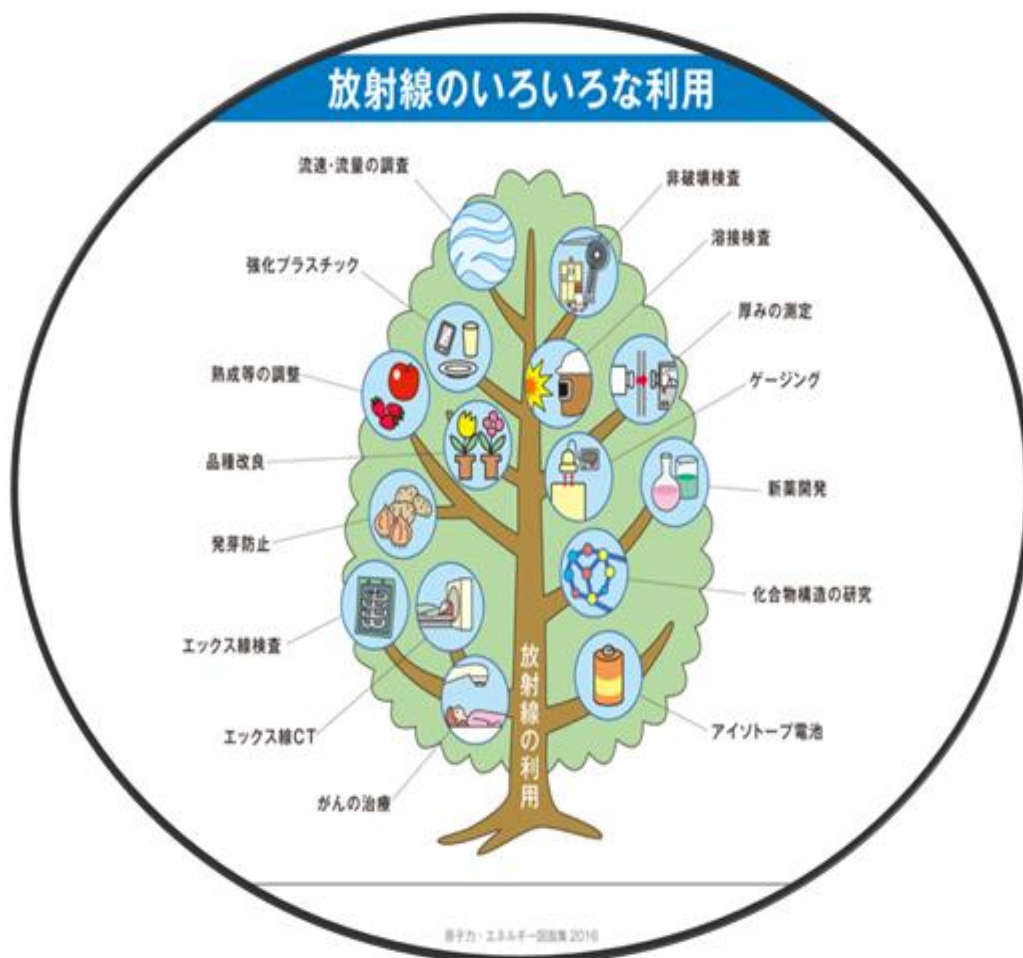 放射線のいろいろな利用
流速・流量の調査
非破壊検査
溶接検査
強化プラスチック
厚みの測定
熟成等の調整
ゲージング
品種改良
新薬開発
発芽防止
化合物構造の研究
エックス線検査
エックス線CT
アイソトープ電池
がんの治療
放射線の利用
原子力・エネルギー図面集 2016